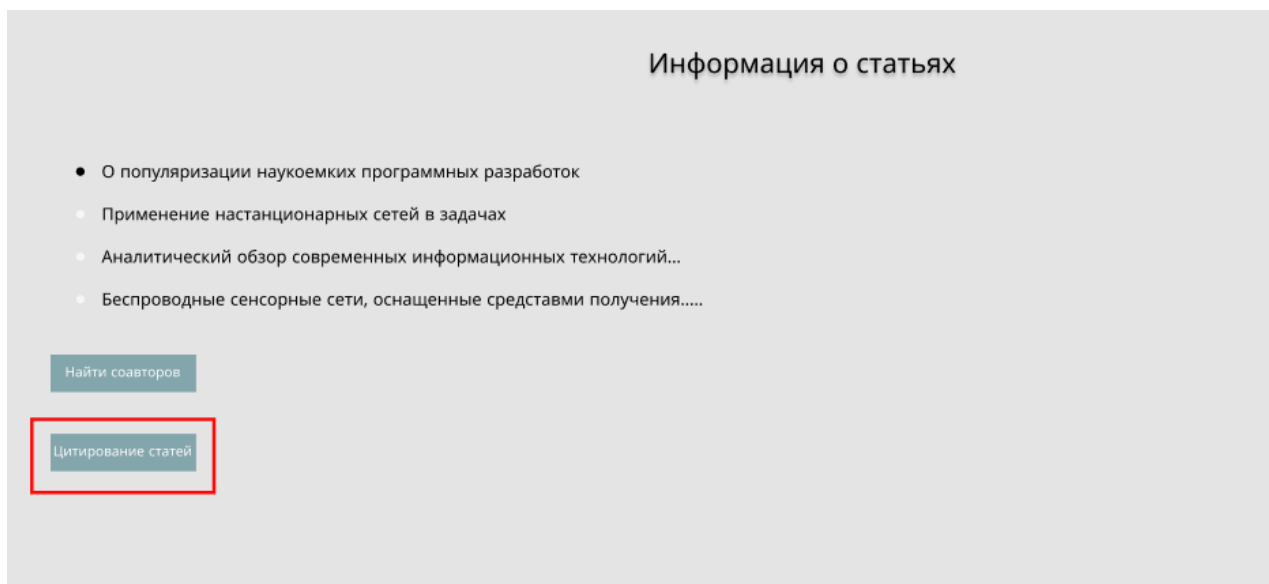 Информация о статьях
О популяризации наукоемких программных разработок
Применение настанционарных сетей в задачах
Аналитический обзор современных информационных технологий...
Беспроводные сенсорные сети, оснащенные средставми получения.....
Найти соавторов
Цитирование статей